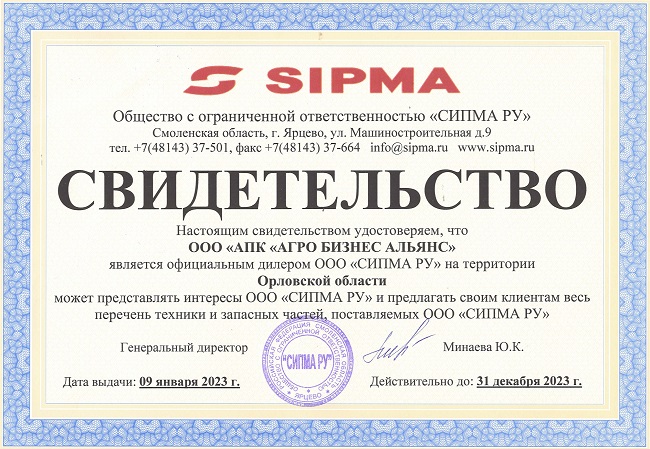 SIPMA
Общество с ограниченной ответственностью «СИПМА РУ»
Смоленская область, г. Ярцево, ул. Машиностроительная д.9
тел. +7(48143) 37-501, факс +7(48143) 37-664 info@sipma.ru www.sipma.ru
СВИДЕТЕЛЬСТВО
Настоящим свидетельством удостоверяем, что
ООО «АПК «АГРО БИЗНЕС АЛЬЯНС»
является официальным дилером ООО «СИПМА РУ» на территории
Орловской области
может представлять интересы ООО «СИПМА РУ» и предлагать своим клиентам весь
перечень техники и запасных частей, поставляемых ООО «СИПМА РУ»
Генеральный директор
"СИПМА РУ"
ЯРЦЕВО
Минаева Ю.К.
Дата выдачи: 09 января 2023 г.
Действительно до: 31 декабря 2023 г.